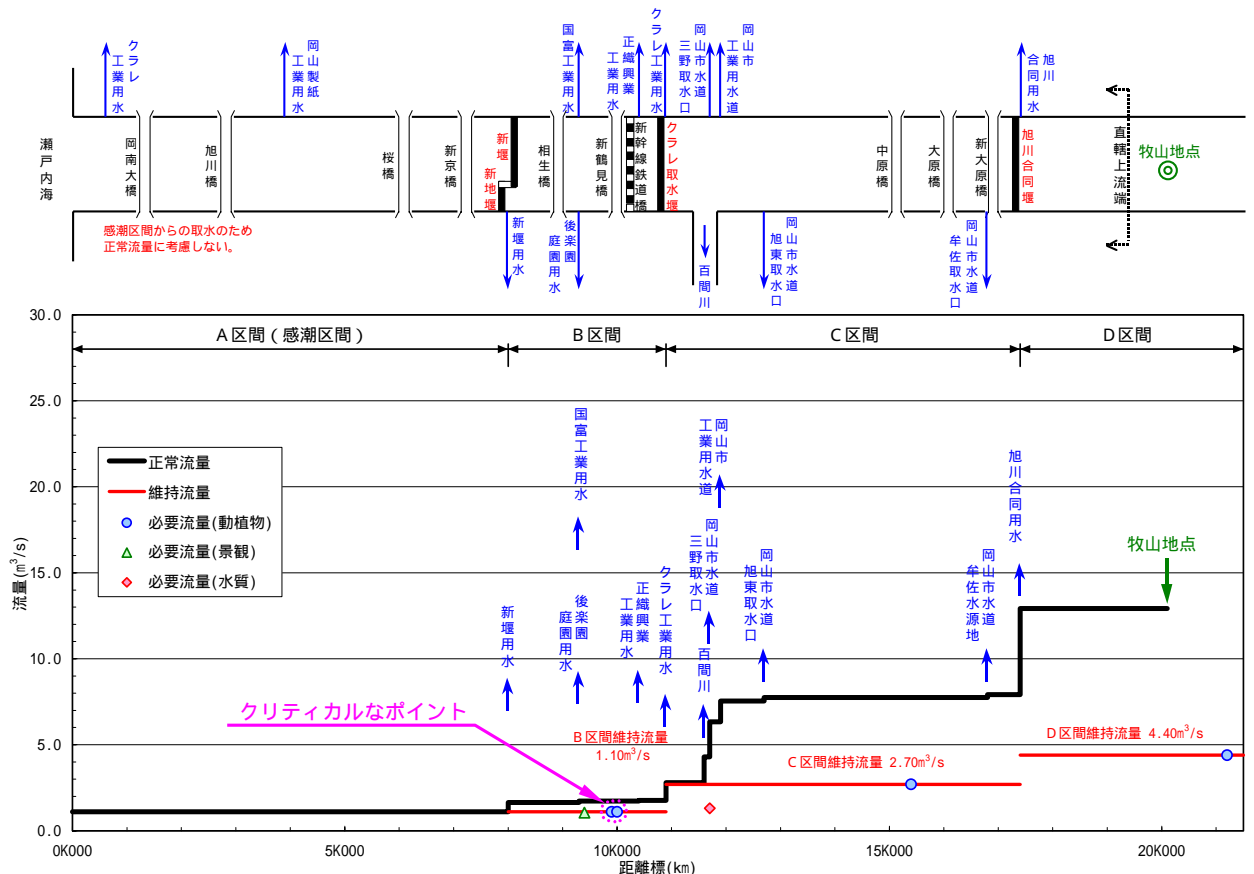 クラレ
工業用水
岡山製紙
工業用水
国富工業用水
正織興業
工業用水
クラレ工業用水
岡山市水道
三野取水口
岡山市
工業用水道
旭川
合同用水
瀬戸内海
岡南大橋
旭川橋
桜橋
新京橋
新堰
新地堰
相生橋
新鶴見橋
新幹線鉄道橋
クラレ取水堰
中原橋
大原橋
新大原橋
旭川合同堰
直轄上流端
牧山地点
感潮区間からの取水のため
正常流量に考慮しない。
新堰用水
後楽園
庭園用水
百間川
岡山市水道
旭東取水口
岡山市水道
牟佐取水口
30.0
25.0
20.0
15.0
10.0
5.0
0.0
流量(m³/s)
A区間(感潮区間)
B区間
C区間
D区間
正常流量
維持流量
必要流量(動植物)
必要流量(景観)
必要流量(水質)
新堰用水
国富工業用水
後楽園
庭園用水
正織興業
工業用水
クラレ工業用水
岡山市水道
三野取水口
百間川
岡山市
工業用水道
岡山市水道
旭東取水口
岡山市水道
牟佐水源地
旭川合同用水
牧山地点
クリティカルなポイント
B区間維持流量
1.10m³/s
C区間維持流量 2.70m³/s
D区間維持流量 4.40m³/s
0K000
5K000
10K000
15K000
20K000
距離標(km)